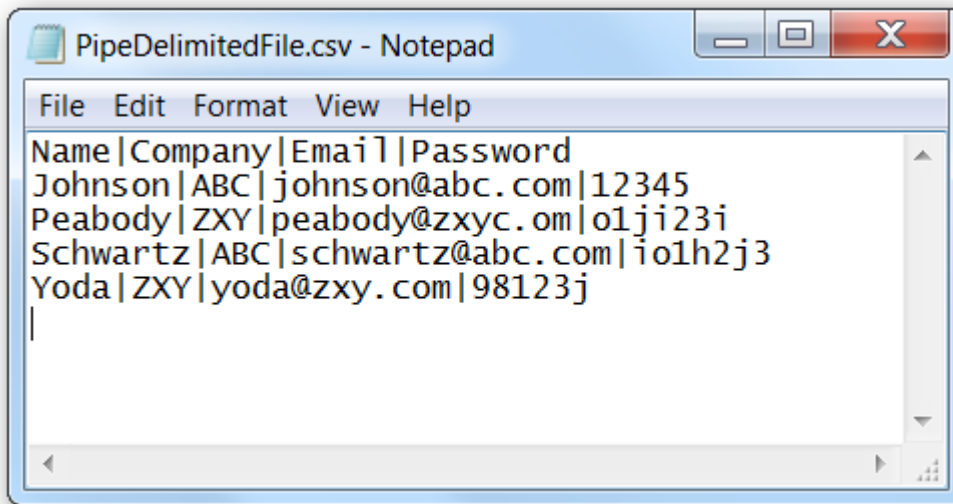 PipeDelimitedFile.csv - Notepad
File Edit Format View Help
Name|Company|Email|Password
Johnson|ABC|johnson@abc.com|12345
Peabody|ZXY|peabody@zxyc.om|o1ji23i
Schwartz|ABC|schwartz@abc.com|io1h2j3
Yoda|ZXY|yoda@zxy.com|98123j